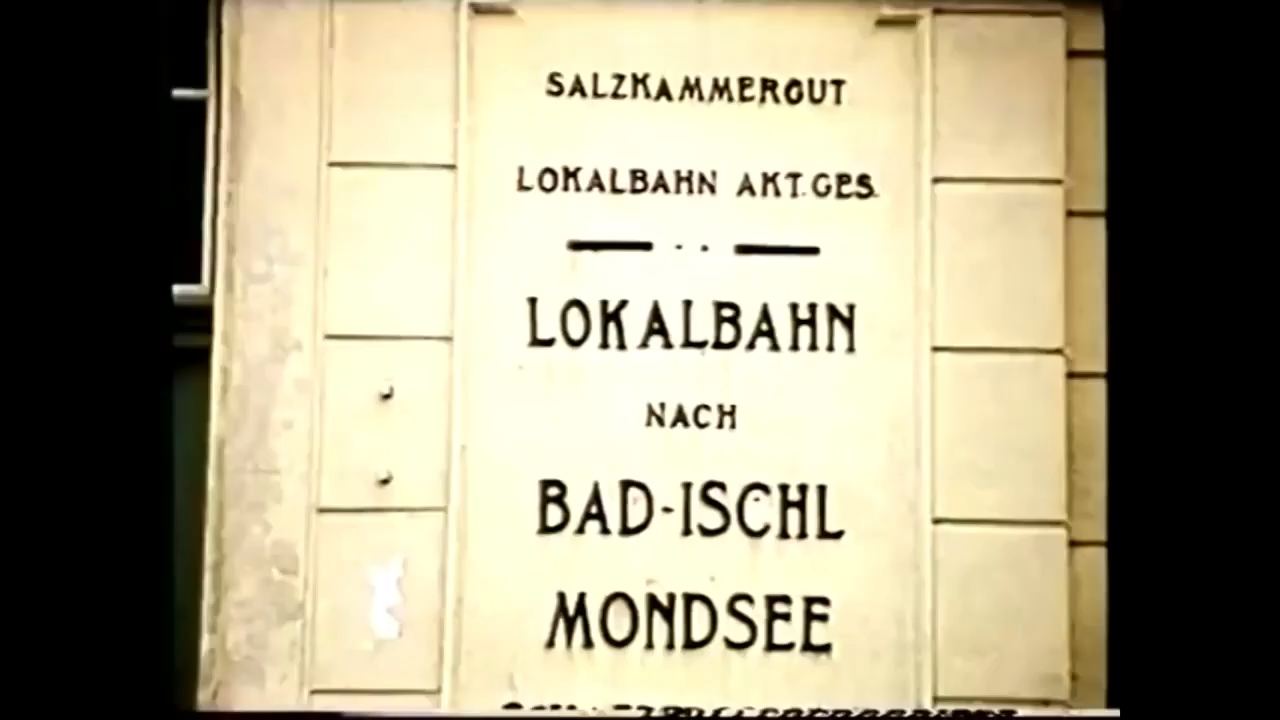 SALZKAMMERGUT
LOKALBAHN AKT.GES.
LOKALBAHN
NACH
BAD-ISCHL
MONDSEE